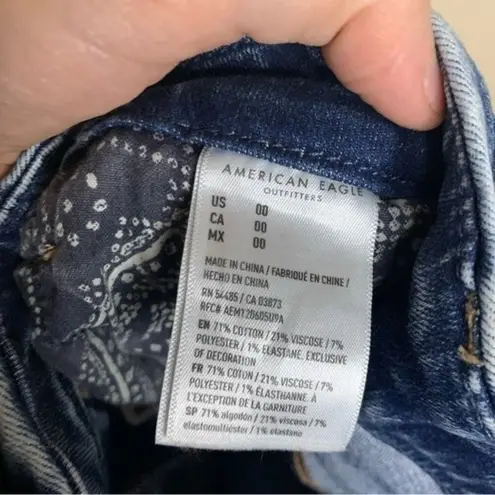 AMERICAN EAGLE
OUTFITTERS
US 00
CA 00
MX 00
MADE IN CHINA / FABRIQUÉ EN CHINE /
HECHO EN CHINA
RN 54485 / CA 03873
RFC# AEM120605U9A
EN 71% COTTON / 21% VISCOSE / 7%
POLYESTER / 1% ELASTANE. EXCLUSIVE
OF DECORATION
FR 71% COTON / 21% VISCOSE / 7%
POLYESTER / 1% ÉLASTHANNE. À
L'EXCEPTION DE LA GARNITURE
SP 71% algodón / 21% viscosa / 7%
elastomultiéster / 1% elastano